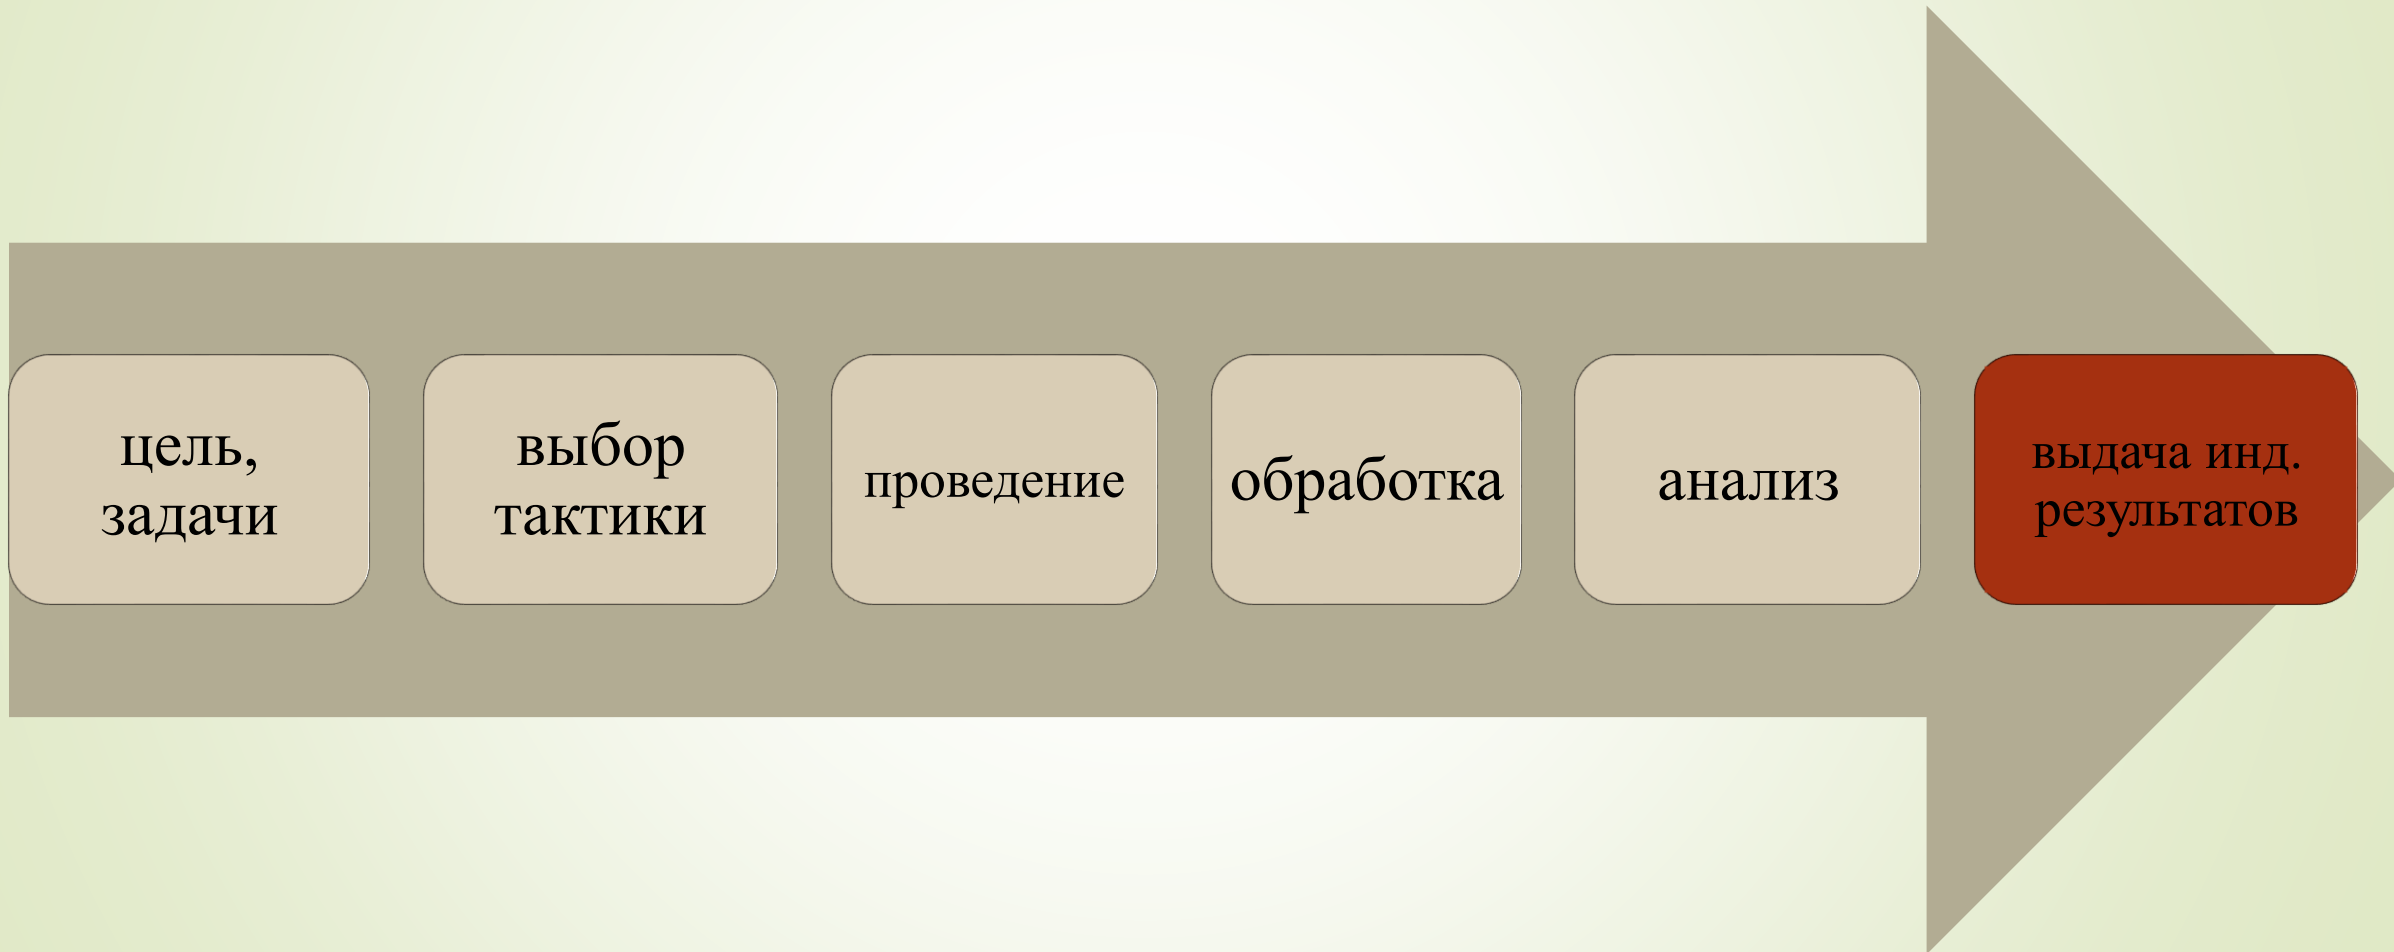 цель,
задачи
выбор
тактики
проведение
обработка
анализ
выдача инд.
результатов